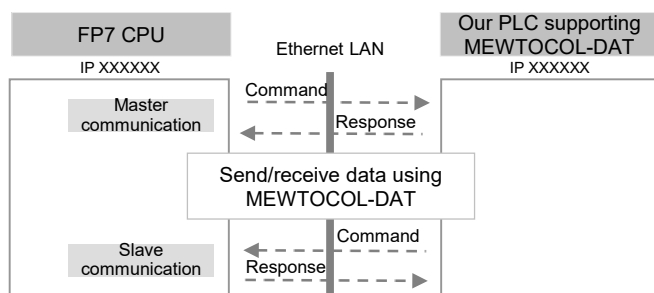 FP7 CPU
Ethernet LAN
Our PLC supporting
MEWTOCOL-DAT
IP XXXXXX
IP XXXXXX
Master
communication
Command
Response
Send/receive data using
MEWTOCOL-DAT
Slave
communication
Command
Response